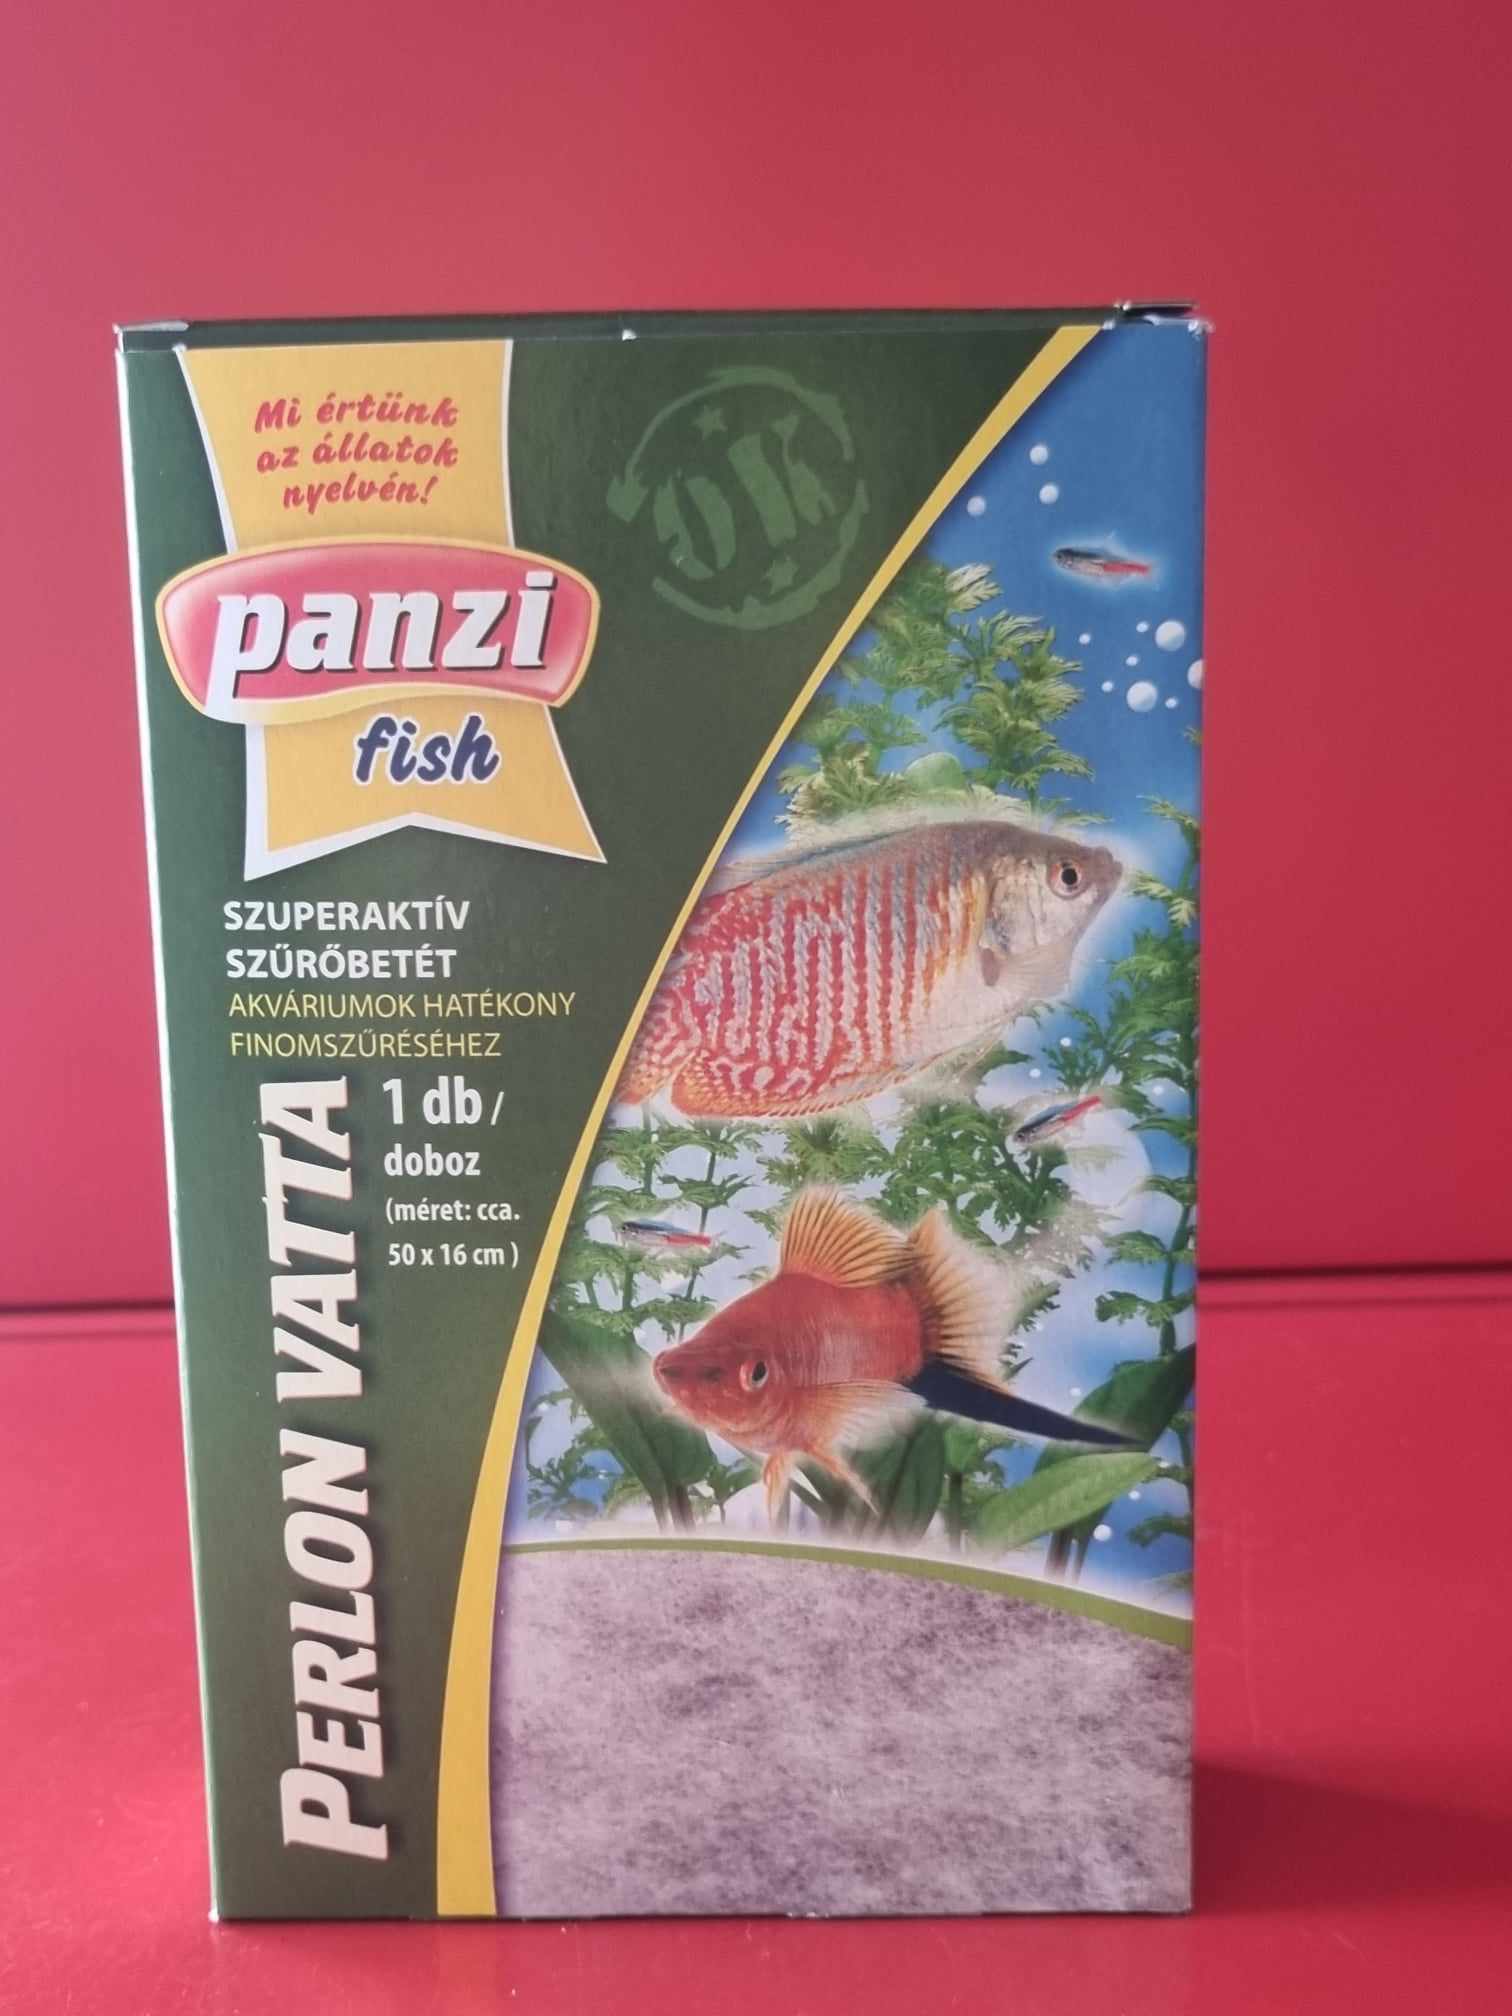 Mi értünk
az állatok
nyelvén!
OK
panzi
fish
SZUPERAKTÍV
SZŰRŐBETÉT
AKVÁRIUMOK HATÉKONY
FINOMSZŰRÉSÉHEZ
1 db /
doboz
(méret: cca.
50 x 16 cm )
PERLON VATTA